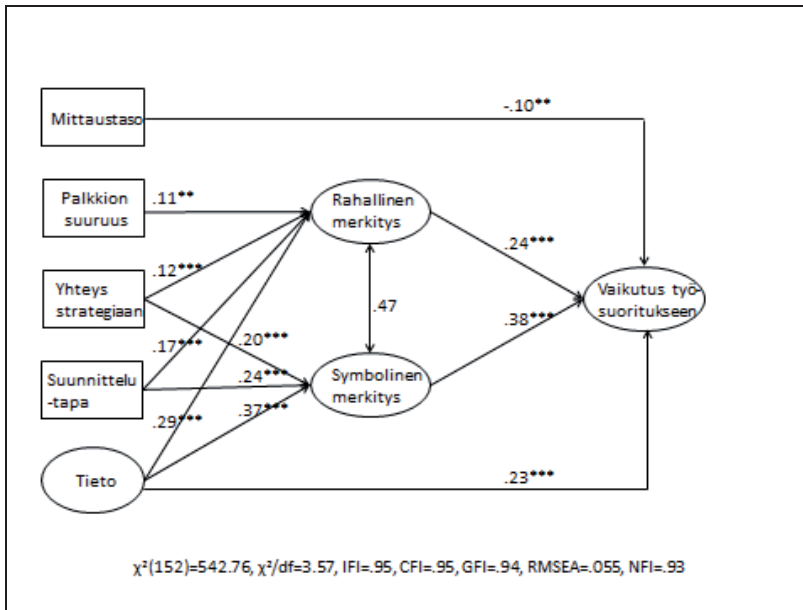 -.10**
Mittaustaso
Palkkion
suuruus
.11**
Rahallinen
merkitys
.24***
.12***
Yhteys
strategiaan
.47
Vaikutus työ-
suoritukseen
.38***
.17***
.20***
Suunnittelu
-tapa
.24***
Symbolinen
merkitys
.37***
.29***
Tieto
.23***
χ²(152)=542.76, χ²/df=3.57, IFI=.95, CFI=.95, GFI=.94, RMSEA=.055, NFI=.93